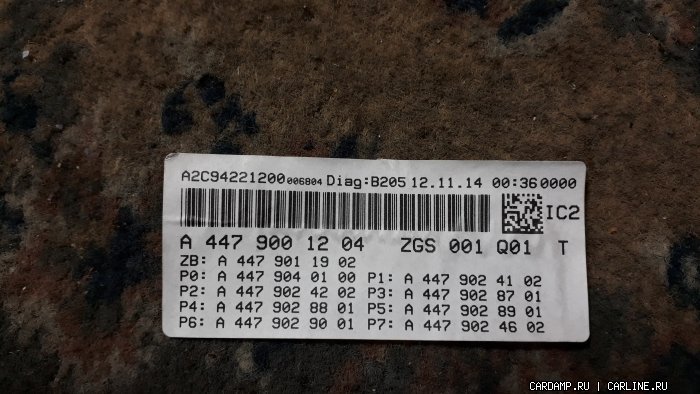 A2C94221200006804 Diag:B205 12.11.14 00:360000
IC2
A 447 900 12 04 ZGS 001 Q01 T
ZB: A 447 901 19 02
P0: A 447 904 01 00 P1: A 447 902 41 02
P2: A 447 902 42 02 P3: A 447 902 87 01
P4: A 447 902 88 01 P5: A 447 902 89 01
P6: A 447 902 90 01 P7: A 447 902 46 02
CARDAMP.RU | CARLINE.RU